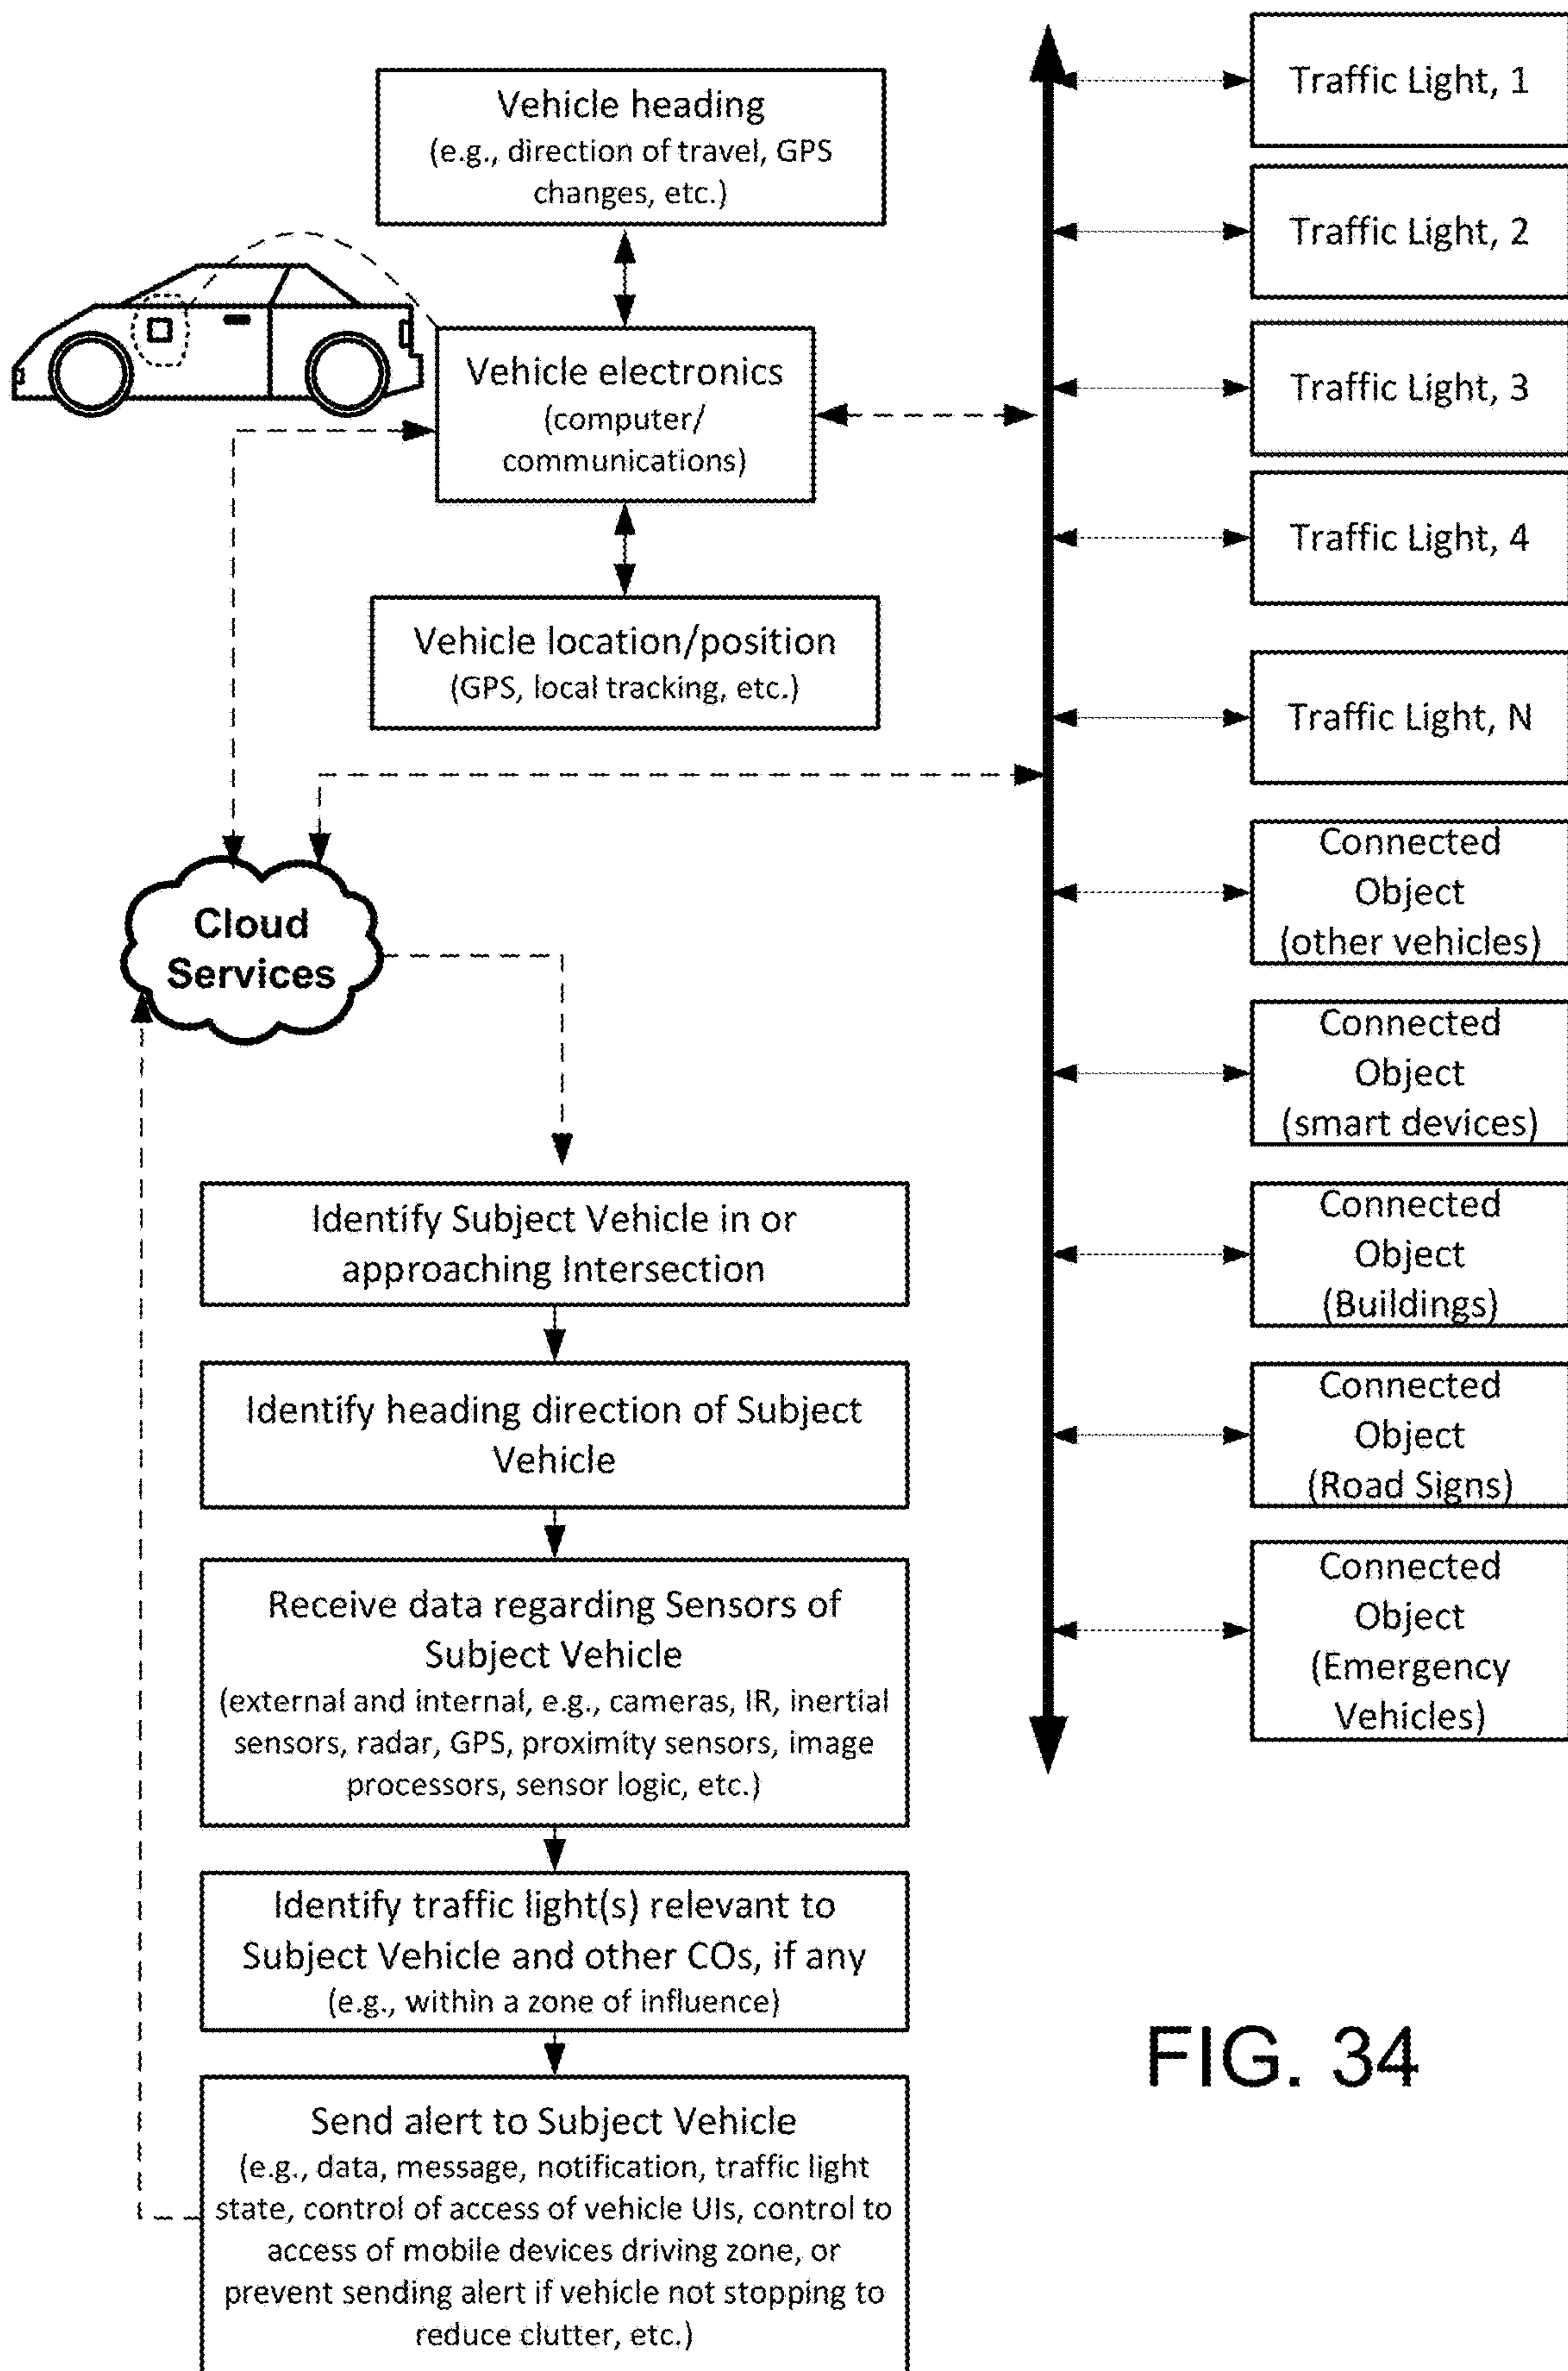 Vehicle heading
(e.g., direction of travel, GPS
changes, etc.)
Vehicle electronics
(computer/
communications)
Vehicle location/position
(GPS, local tracking, etc.)
Cloud
Services
Identify Subject Vehicle in or
approaching Intersection
Identify heading direction of Subject
Vehicle
Receive data regarding Sensors of
Subject Vehicle
(external and internal, e.g., cameras, IR, inertial
sensors, radar, GPS, proximity sensors, image
processors, sensor logic, etc.)
Identify traffic light(s) relevant to
Subject Vehicle and other COs, if any
(e.g., within a zone of influence)
Send alert to Subject Vehicle
(e.g., data, message, notification, traffic light
state, control of access of vehicle UIs, control to
access of mobile devices driving zone, or
prevent sending alert if vehicle not stopping to
reduce clutter, etc.)
Traffic Light, 1
Traffic Light, 2
Traffic Light, 3
Traffic Light, 4
Traffic Light, N
Connected
Object
(other vehicles)
Connected
Object
(smart devices)
Connected
Object
(Buildings)
Connected
Object
(Road Signs)
Connected
Object
(Emergency
Vehicles)
FIG. 34